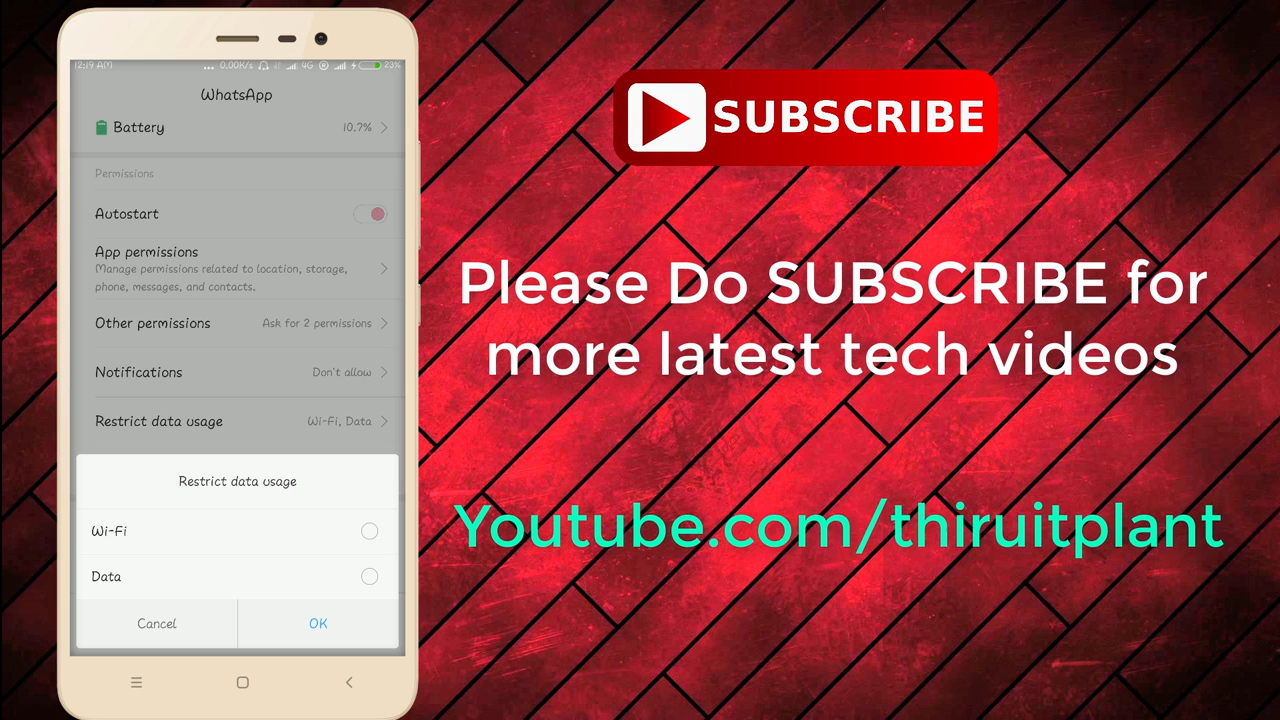 12:19 AM ... 0.00K/s 4G 23%
WhatsApp
Battery 10.7%
Permissions
Autostart
App permissions
Manage permissions related to location, storage,
phone, messages, and contacts.
Other permissions Ask for 2 permissions
Notifications Don't allow
Restrict data usage Wi-Fi, Data
Restrict data usage
Wi-Fi
Data
Cancel OK
SUBSCRIBE
Please Do SUBSCRIBE for
more latest tech videos
Youtube.com/thiruitplant